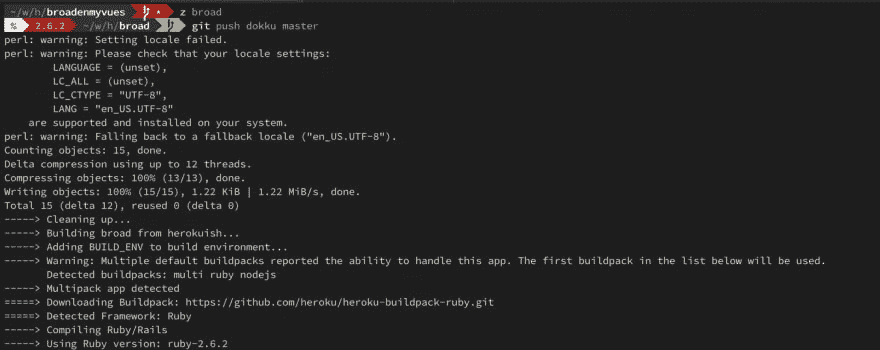 ~/w/h/broadenmyvues * z broad
% 2.6.2 ~/w/h/broad git push dokku master
perl: warning: Setting locale failed.
perl: warning: Please check that your locale settings:
LANGUAGE = (unset),
LC_ALL = (unset),
LC_CTYPE = "UTF-8",
LANG = "en_US.UTF-8"
are supported and installed on your system.
perl: warning: Falling back to a fallback locale ("en_US.UTF-8").
Counting objects: 15, done.
Delta compression using up to 12 threads.
Compressing objects: 100% (13/13), done.
Writing objects: 100% (15/15), 1.22 KiB | 1.22 MiB/s, done.
Total 15 (delta 12), reused 0 (delta 0)
-----> Cleaning up...
-----> Building broad from herokuish...
-----> Adding BUILD_ENV to build environment...
-----> Warning: Multiple default buildpacks reported the ability to handle this app. The first buildpack in the list below will be used.
Detected buildpacks: multi ruby nodejs
-----> Multipack app detected
=====> Downloading Buildpack: https://github.com/heroku/heroku-buildpack-ruby.git
=====> Detected Framework: Ruby
-----> Compiling Ruby/Rails
-----> Using Ruby version: ruby-2.6.2